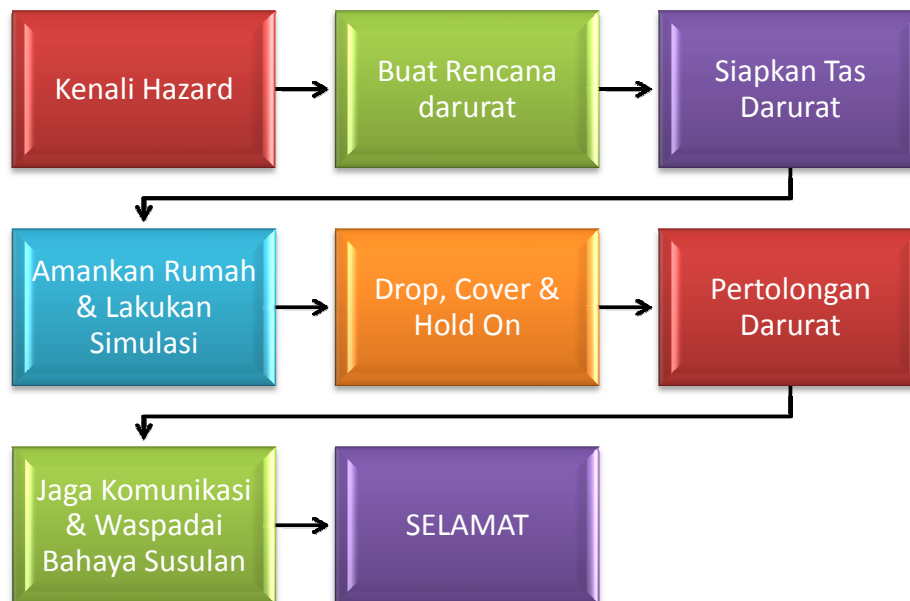 Kenali Hazard
Buat Rencana
darurat
Siapkan Tas
Darurat
Amankan Rumah
& Lakukan
Simulasi
Drop, Cover &
Hold On
Pertolongan
Darurat
Jaga Komunikasi
& Waspadai
Bahaya Susulan
SELAMAT